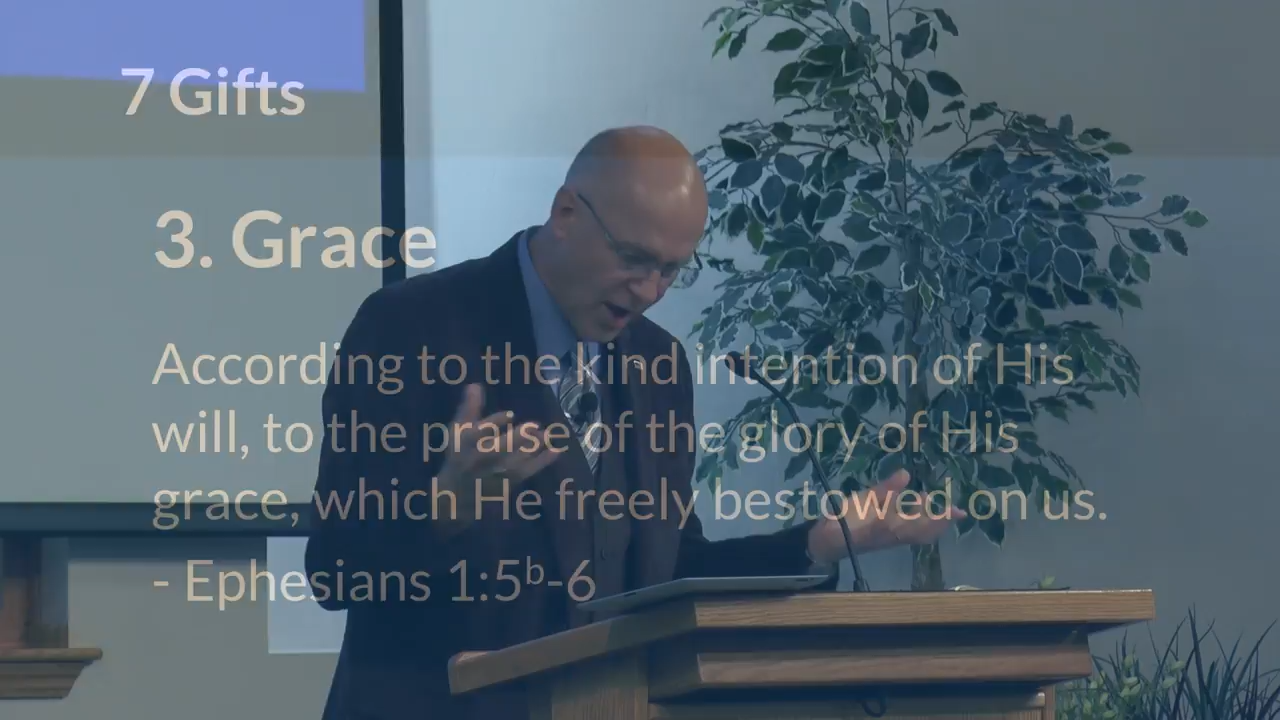 7 Gifts
3. Grace
According to the kind intention of His
will, to the praise of the glory of His
grace, which He freely bestowed on us.
- Ephesians 1:5ᵇ-6